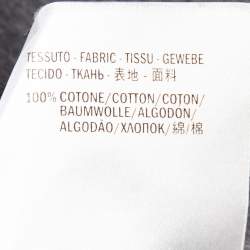 TESSUTO - FABRIC - TISSU - GEWEBE
TECIDO - ТКАНЬ - 表地 - 面料
100% COTONE/COTTON/COTON/
BAUMWOLLE/ALGODON/
ALGODÃO/ХЛОПОК/綿/棉